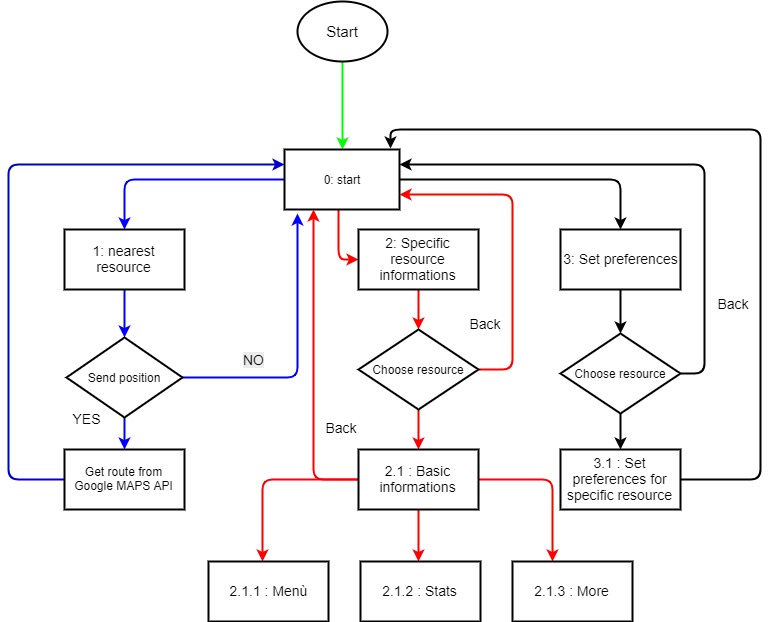 Start
0: start
1: nearest
resource
2: Specific
resource
informations
3: Set preferences
Back
Back
NO
Send position
Choose resource
Choose resource
YES
Back
Get route from
Google MAPS API
2.1 : Basic
informations
3.1 : Set
preferences for
specific resource
2.1.1 : Menù
2.1.2 : Stats
2.1.3 : More